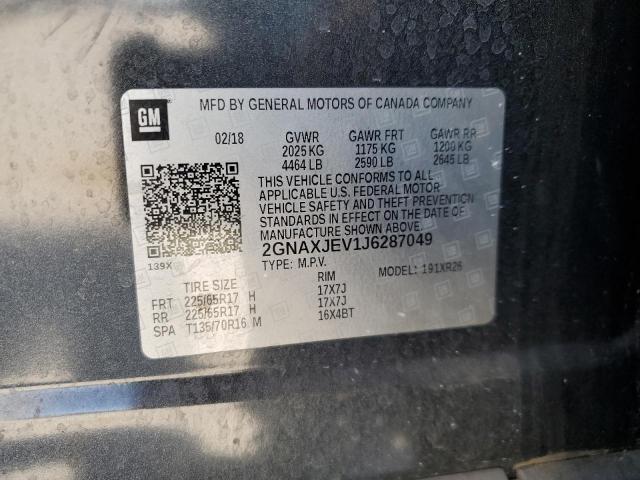 GM
MFD BY GENERAL MOTORS OF CANADA COMPANY
02/18 GVWR GAWR FRT GAWR RR
2025 KG 1175 KG 1200 KG
4464 LB 2590 LB 2645 LB
THIS VEHICLE CONFORMS TO ALL
APPLICABLE U.S. FEDERAL MOTOR
VEHICLE SAFETY AND THEFT PREVENTION
STANDARDS IN EFFECT ON THE DATE OF
MANUFACTURE SHOWN ABOVE.
2GNAXJEV1J6287049
139X TYPE: M.P.V. MODEL: 191XR26
TIRE SIZE RIM
FRT 225/65R17 H 17X7J
RR 225/65R17 H 17X7J
SPA T135/70R16 M 16X4BT